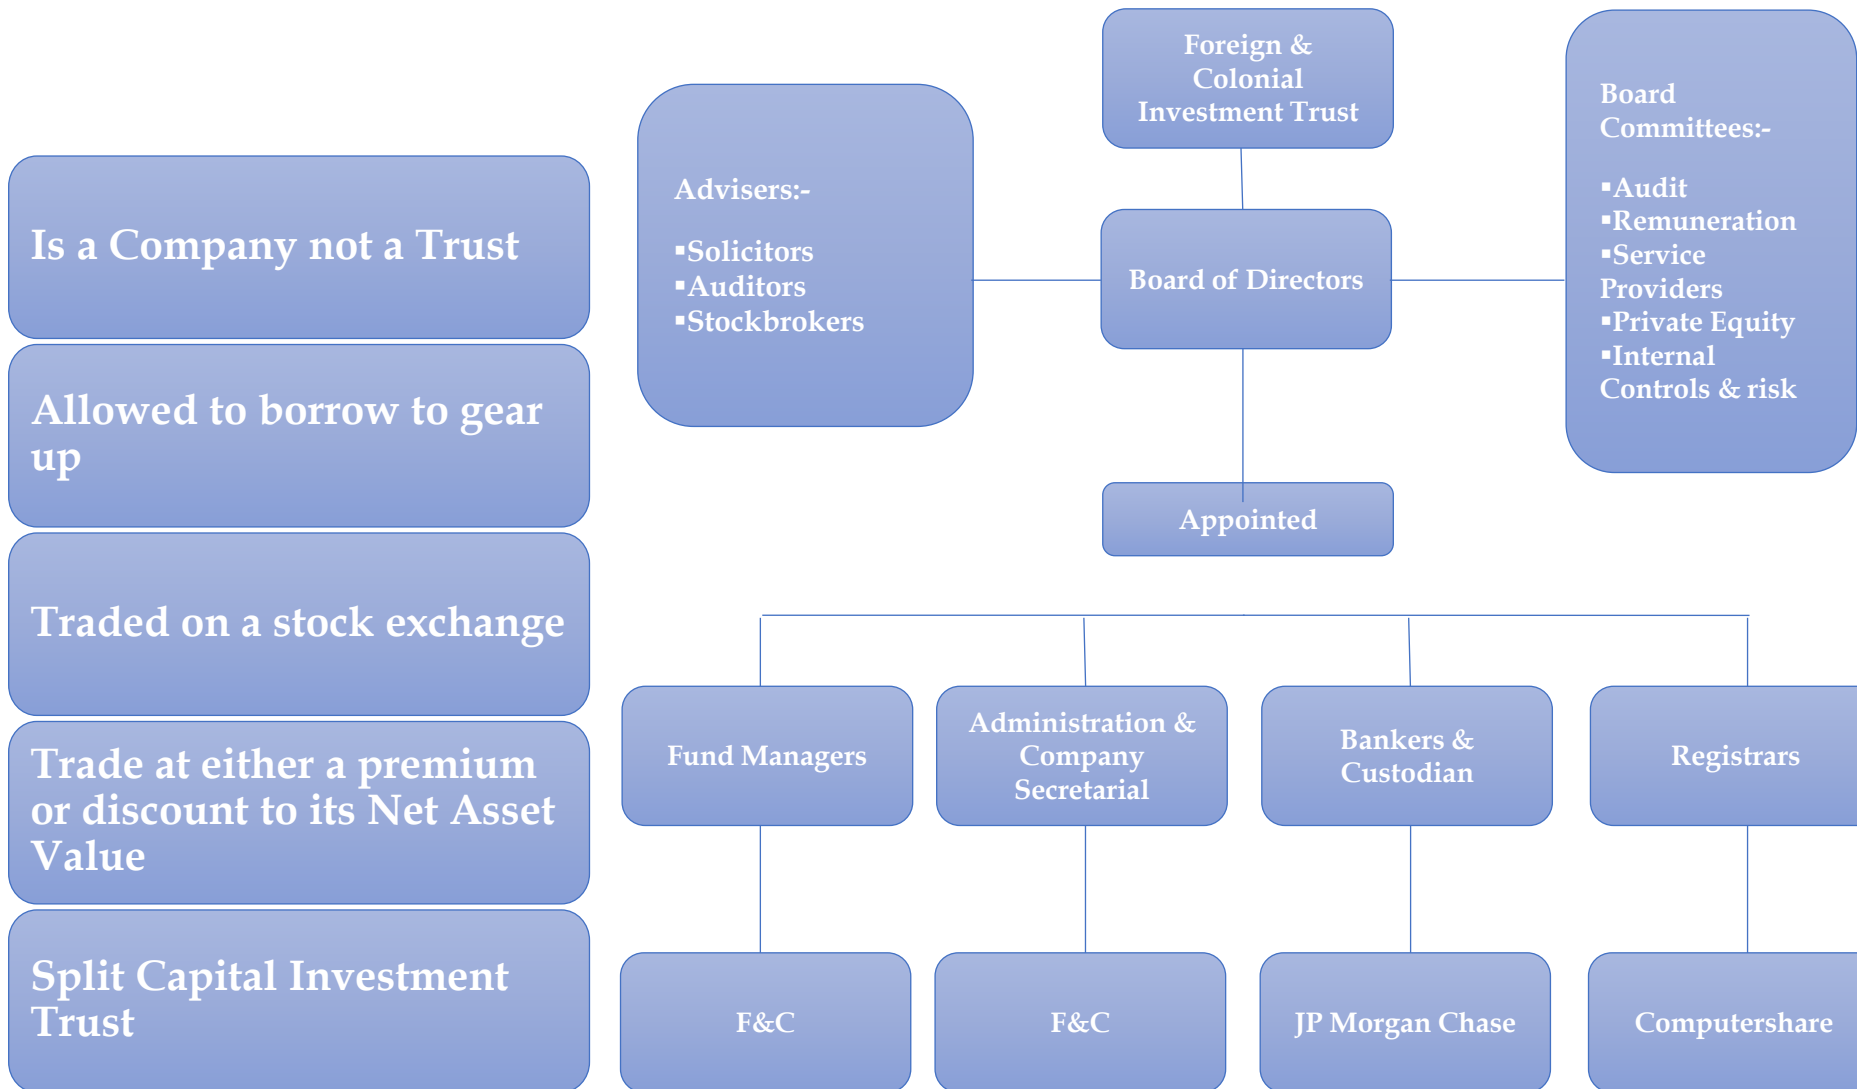 Is a Company not a Trust
Allowed to borrow to gear
up
Traded on a stock exchange
Trade at either a premium
or discount to its Net Asset
Value
Split Capital Investment
Trust
Foreign &
Colonial
Investment Trust
Advisers:-
▪Solicitors
▪Auditors
▪Stockbrokers
Board of Directors
Board
Committees:-
▪Audit
▪Remuneration
▪Service
Providers
▪Private Equity
▪Internal
Controls & risk
Appointed
Fund Managers
Administration &
Company
Secretarial
Bankers &
Custodian
Registrars
F&C
F&C
JP Morgan Chase
Computershare